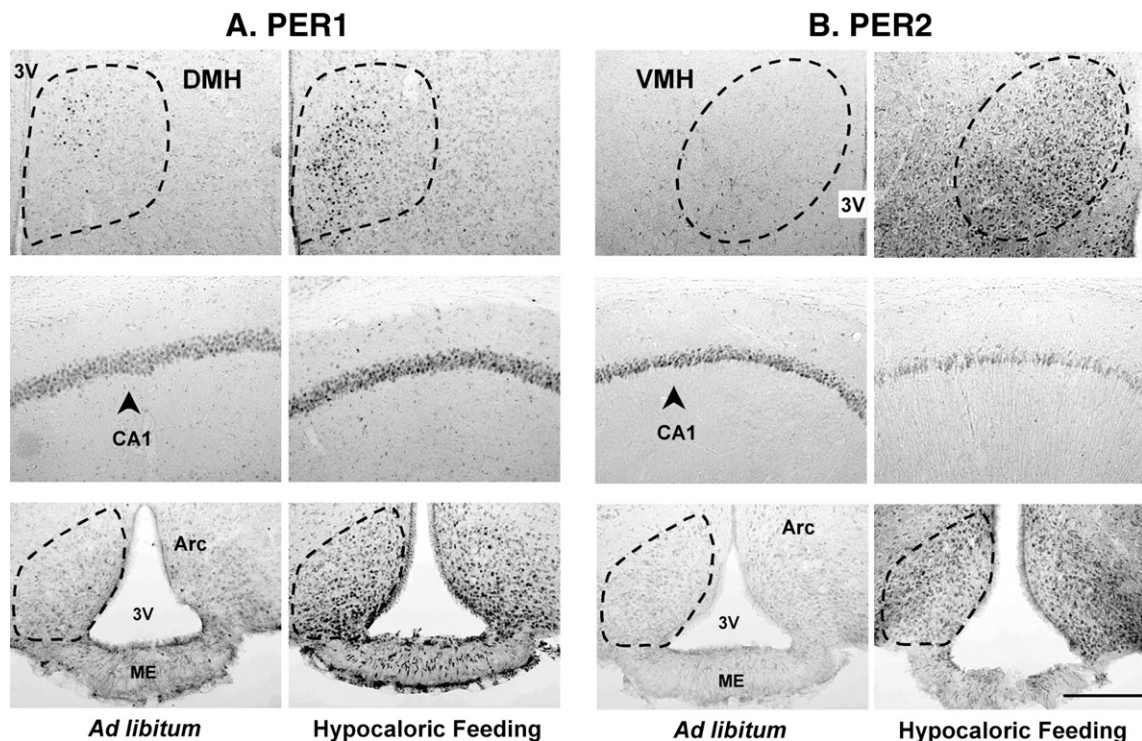 A. PER1
B. PER2
3V
DMH
VMH
3V
CA1
CA1
Arc
3V
ME
Arc
3V
ME
Ad libitum
Hypocaloric Feeding
Ad libitum
Hypocaloric Feeding